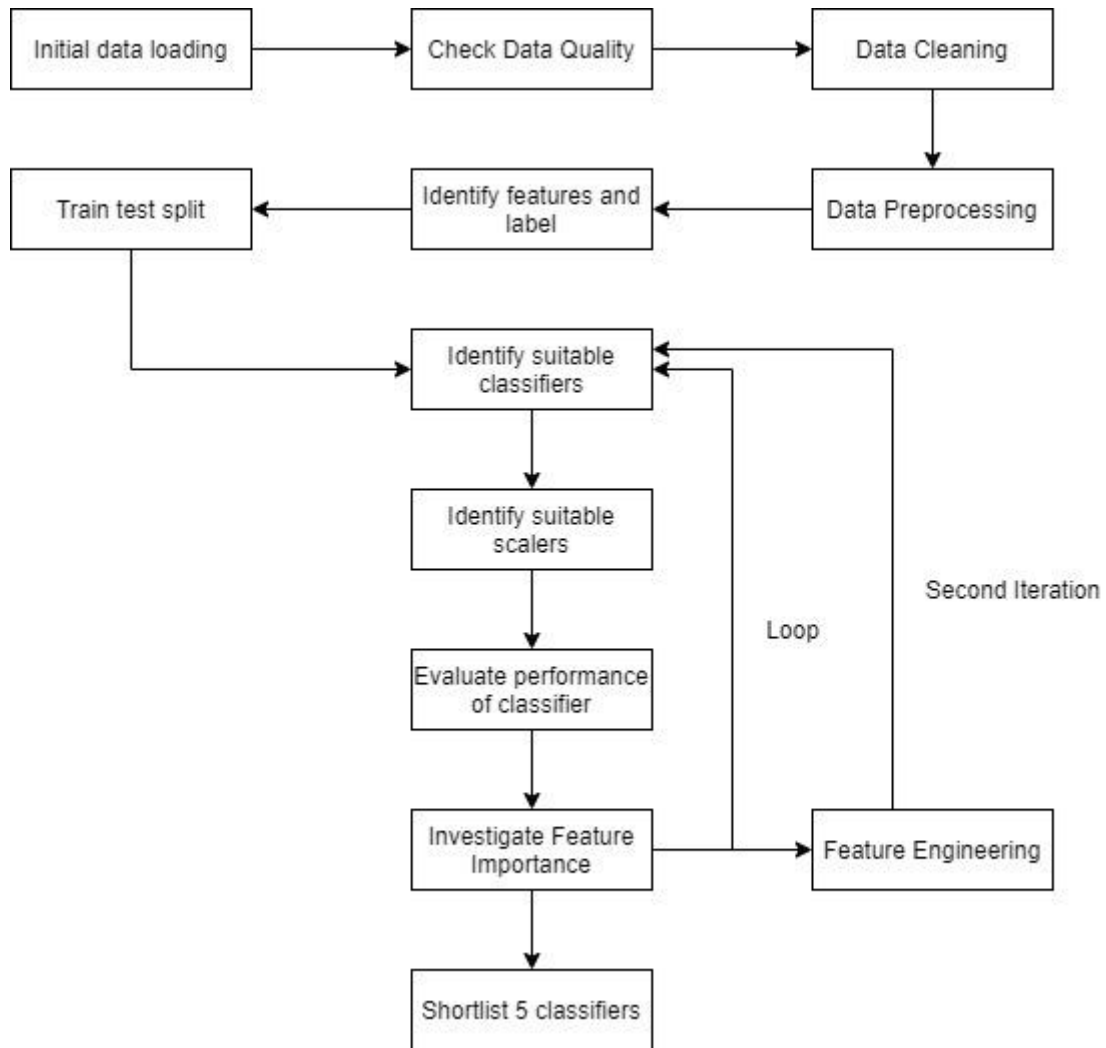 Initial data loading
Check Data Quality
Data Cleaning
Train test split
Identify features and
label
Data Preprocessing
Identify suitable
classifiers
Identify suitable
scalers
Second Iteration
Loop
Evaluate performance
of classifier
Investigate Feature
Importance
Feature Engineering
Shortlist 5 classifiers